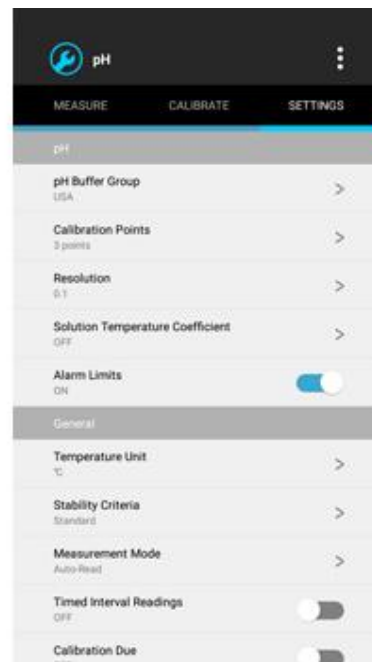 pH
MEASURE CALIBRATE SETTINGS
pH
pH Buffer Group
USA
Calibration Points
3 points
Resolution
0.1
Solution Temperature Coefficient
OFF
Alarm Limits
ON
General
Temperature Unit
℃
Stability Criteria
Standard
Measurement Mode
Auto-Read
Timed Interval Readings
OFF
Calibration Due